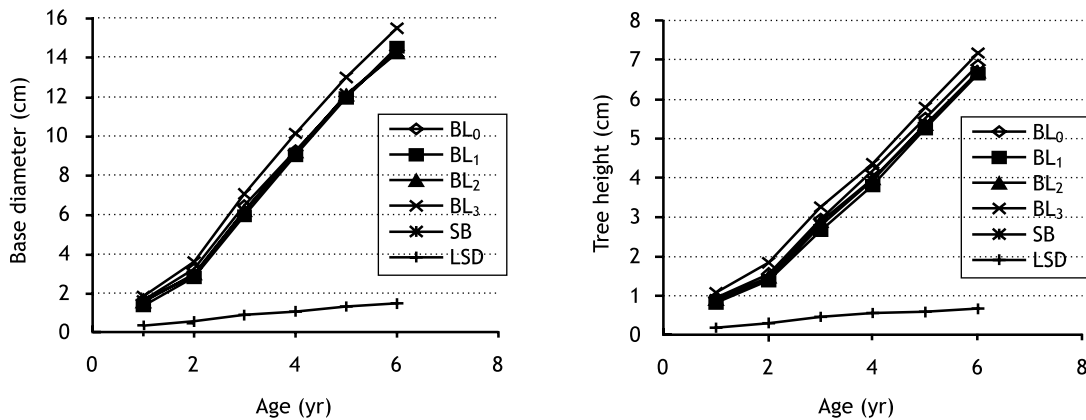 16
14
12
10
8
6
4
2
0
Base diameter (cm)
0 2 4 6 8
Age (yr)
BL0
BL1
BL2
BL3
SB
LSD
8
7
6
5
4
3
2
1
0
Tree height (cm)
0 2 4 6 8
Age (yr)
BL0
BL1
BL2
BL3
SB
LSD